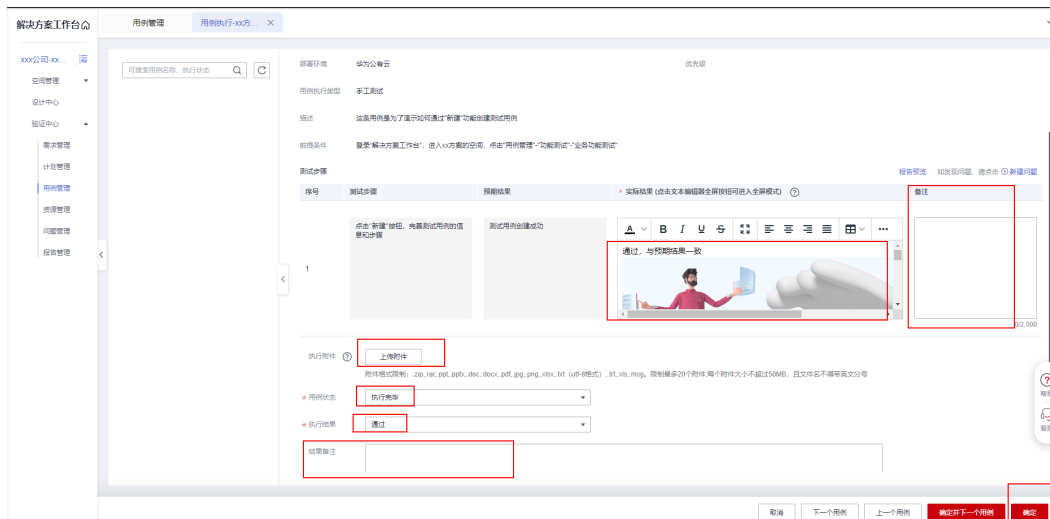 解决方案工作台
用例管理
用例执行-xx方... ×
xxx公司-xx...
空间管理
设计中心
验证中心
需求管理
计划管理
用例管理
资源管理
问题管理
报告管理
可搜索用例名称、执行状态
部署环境 华为公有云 优先级
用例执行类型 手工测试
描述 这条用例是为了演示如何通过"新建"功能创建测试用例
前提条件 登录"解决方案工作台",进入xx方案的空间,点击"用例管理"-"功能测试"-"业务功能测试"
测试步骤 报告预览 如发现问题,请点击 新建问题
序号 测试步骤 预期结果 * 实际结果 (点击文本编辑器全屏按钮可进入全屏模式) ? 备注
A B I U S ...
1 点击"新建"按钮,完善测试用例的信 测试用例创建成功 通过,与预期结果一致
息和步骤
0/2,000
执行附件 ? 上传附件
附件格式限制: .zip,.rar,.ppt,.pptx,.doc,.docx,.pdf,.jpg,.png,.xlsx,.txt (utf-8格式) ,.trf,.xls,.msg。限制最多20个附件,每个附件大小不超过50MB,且文件名不得带英文分号
* 用例状态 执行完毕
* 执行结果 通过
结果备注
取消 下一个用例 上一个用例 确定并下一个用例 确定